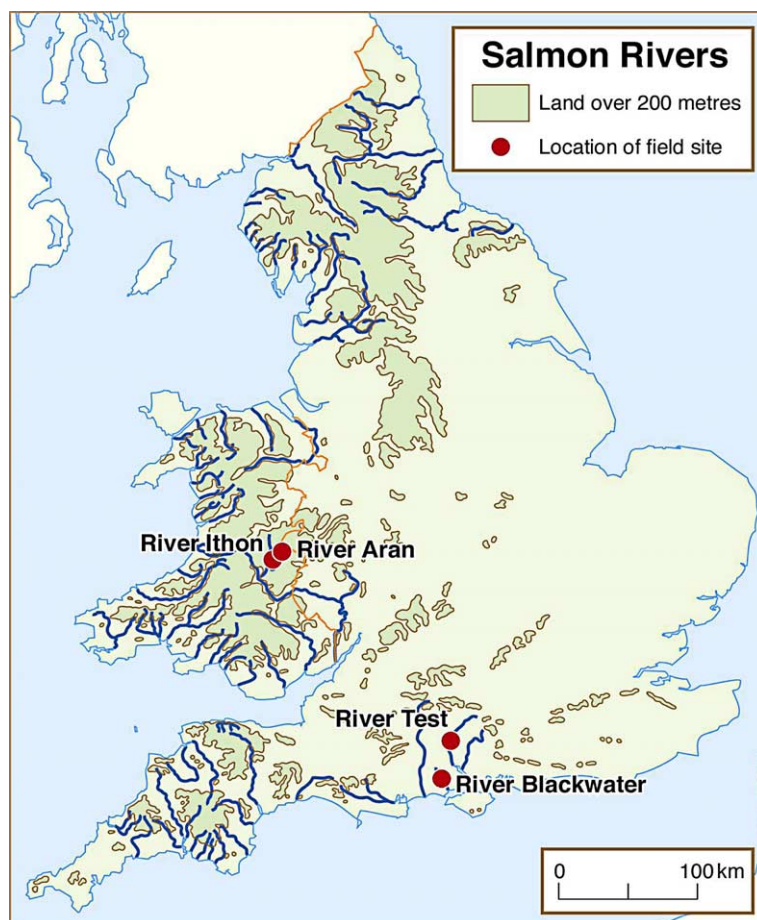 Salmon Rivers
Land over 200 metres
Location of field site
River Ithon
River Aran
River Test
River Blackwater
0 100 km